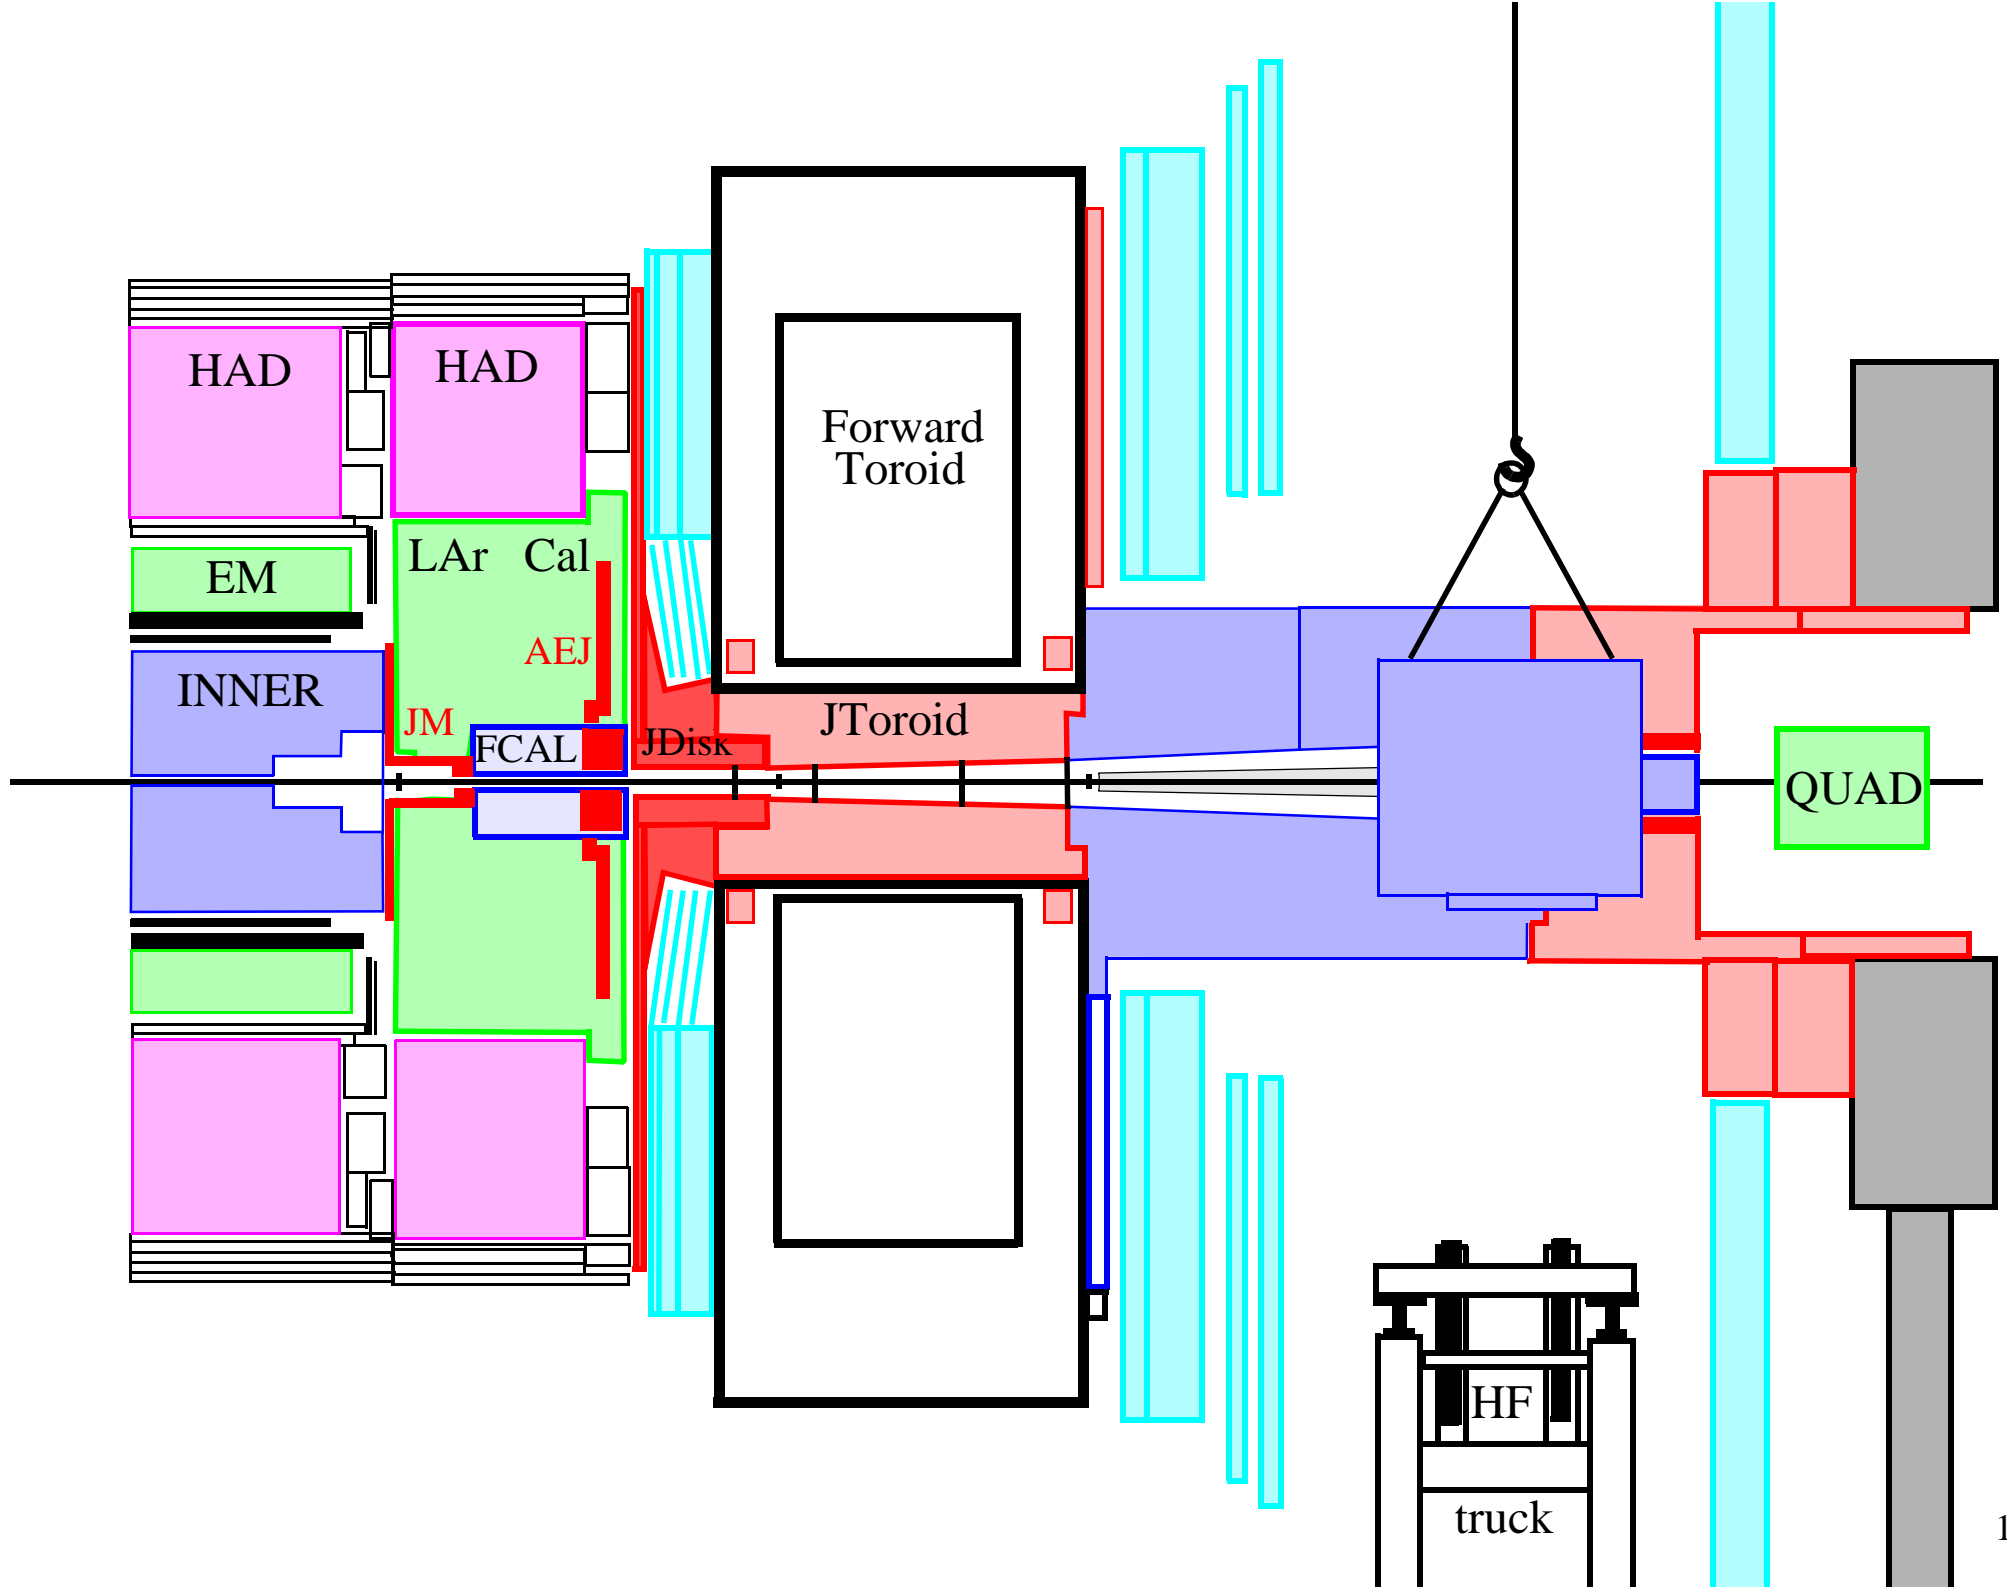 HAD
HAD
Forward
Toroid
LAr Cal
EM
AEJ
INNER
JM
FCAL
JDisk
JToroid
QUAD
HF
truck
1